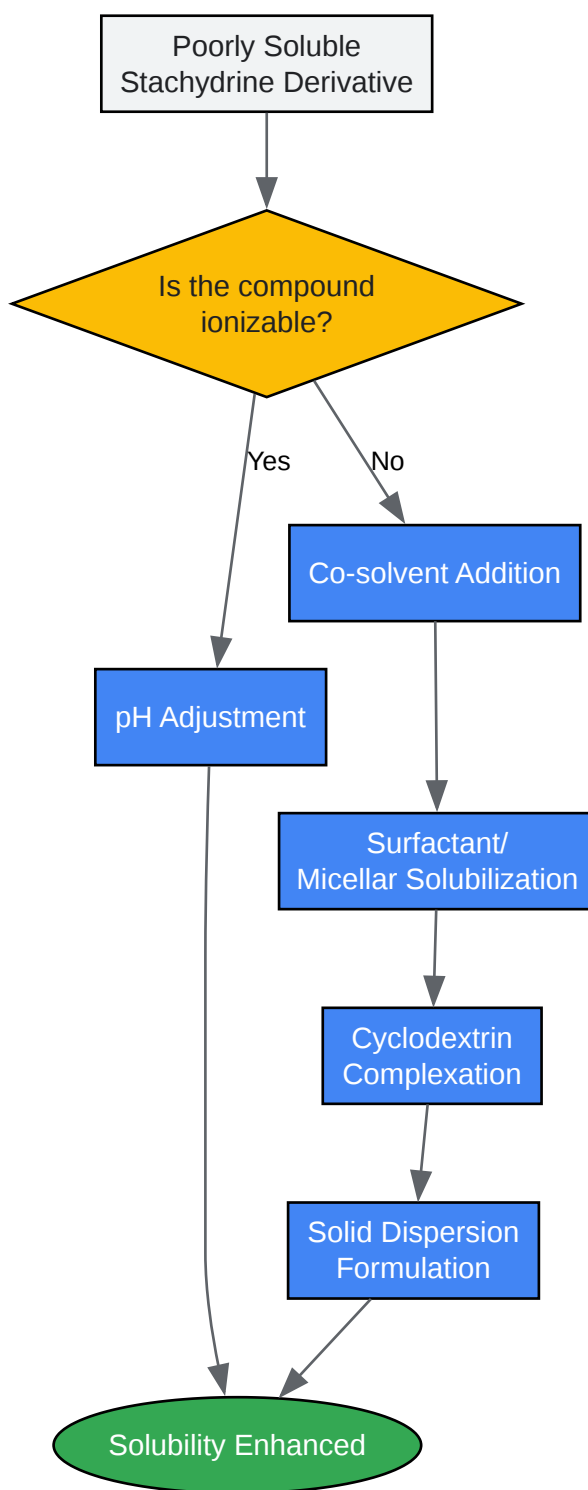 Poorly Soluble
Stachydrine Derivative
Is the compound
ionizable?
Yes
No
Co-solvent Addition
pH Adjustment
Surfactant/
Micellar Solubilization
Cyclodextrin
Complexation
Solid Dispersion
Formulation
Solubility Enhanced